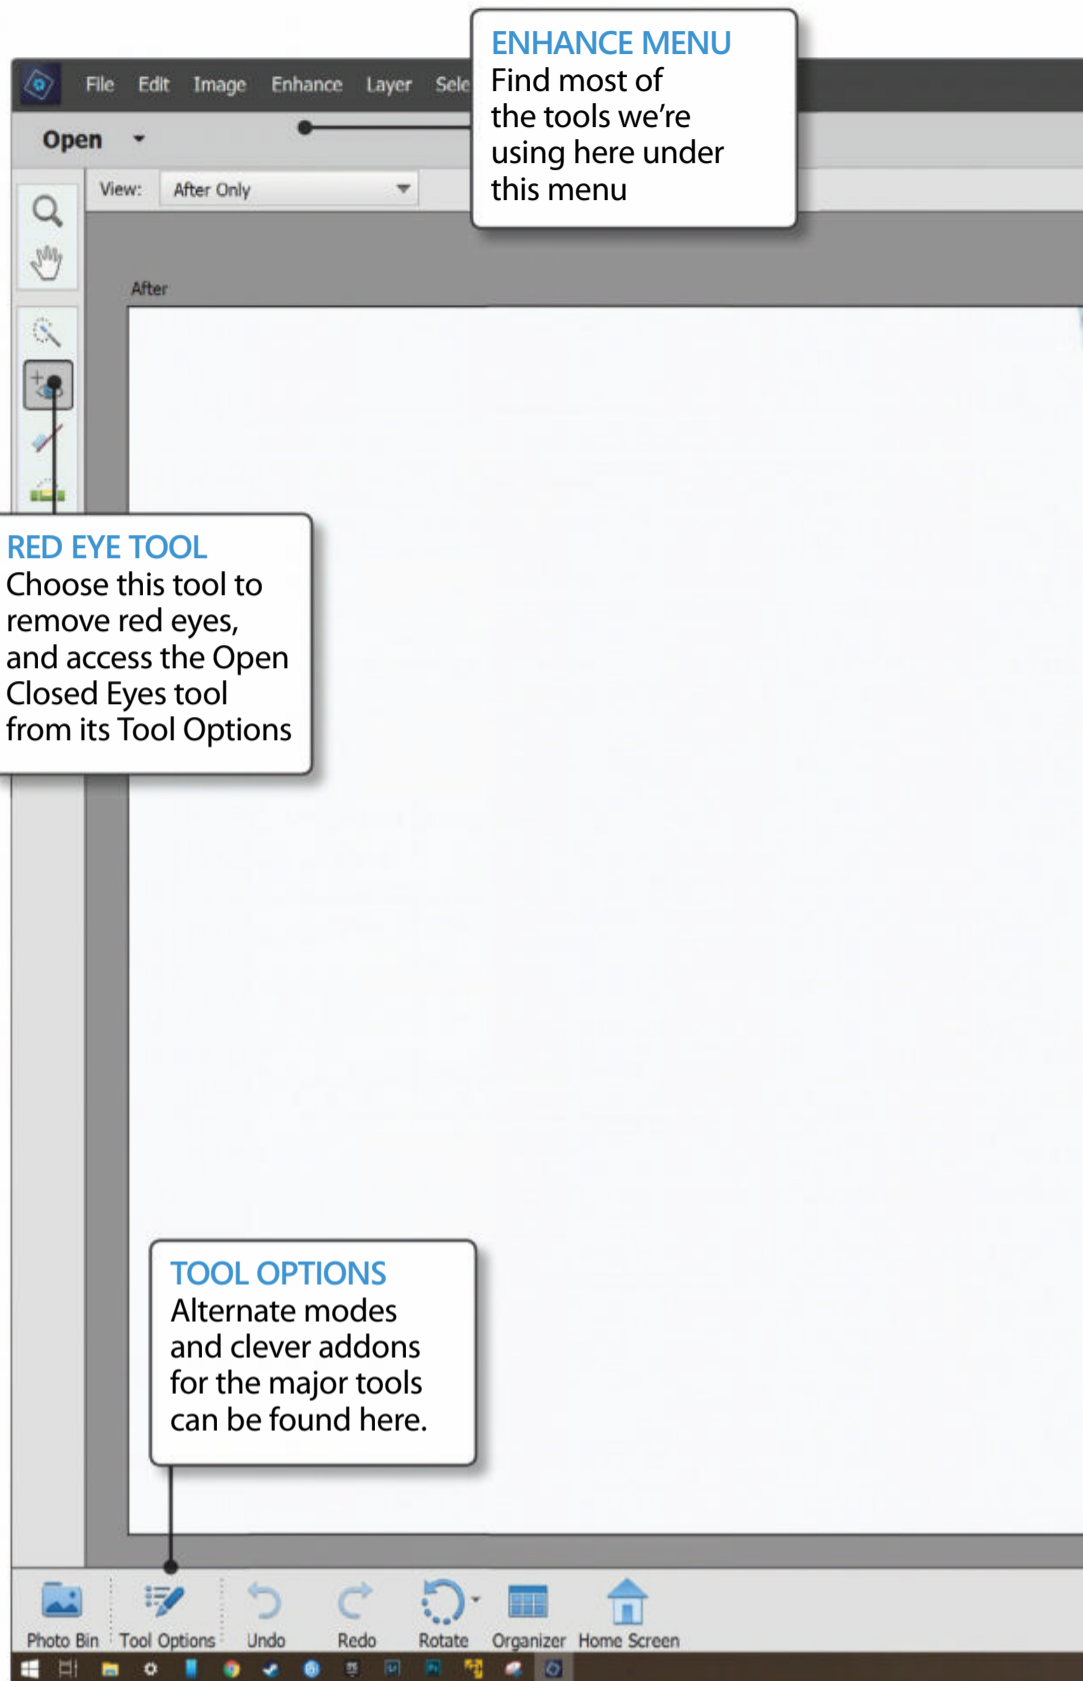 ENHANCE MENU
Find most of
the tools we're
using here under
this menu
File Edit Image Enhance Layer Sele
Open
View: After Only
After
RED EYE TOOL
Choose this tool to
remove red eyes,
and access the Open
Closed Eyes tool
from its Tool Options
TOOL OPTIONS
Alternate modes
and clever addons
for the major tools
can be found here.
Photo Bin Tool Options Undo Redo Rotate Organizer Home Screen